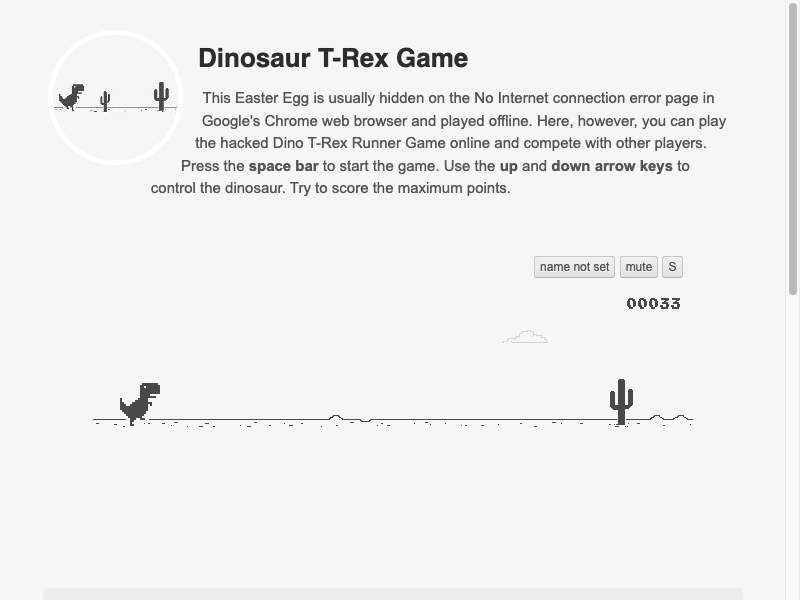 Dinosaur T-Rex Game
This Easter Egg is usually hidden on the No Internet connection error page in
Google's Chrome web browser and played offline. Here, however, you can play
the hacked Dino T-Rex Runner Game online and compete with other players.
Press the space bar to start the game. Use the up and down arrow keys to
control the dinosaur. Try to score the maximum points.
name not set mute S
00033